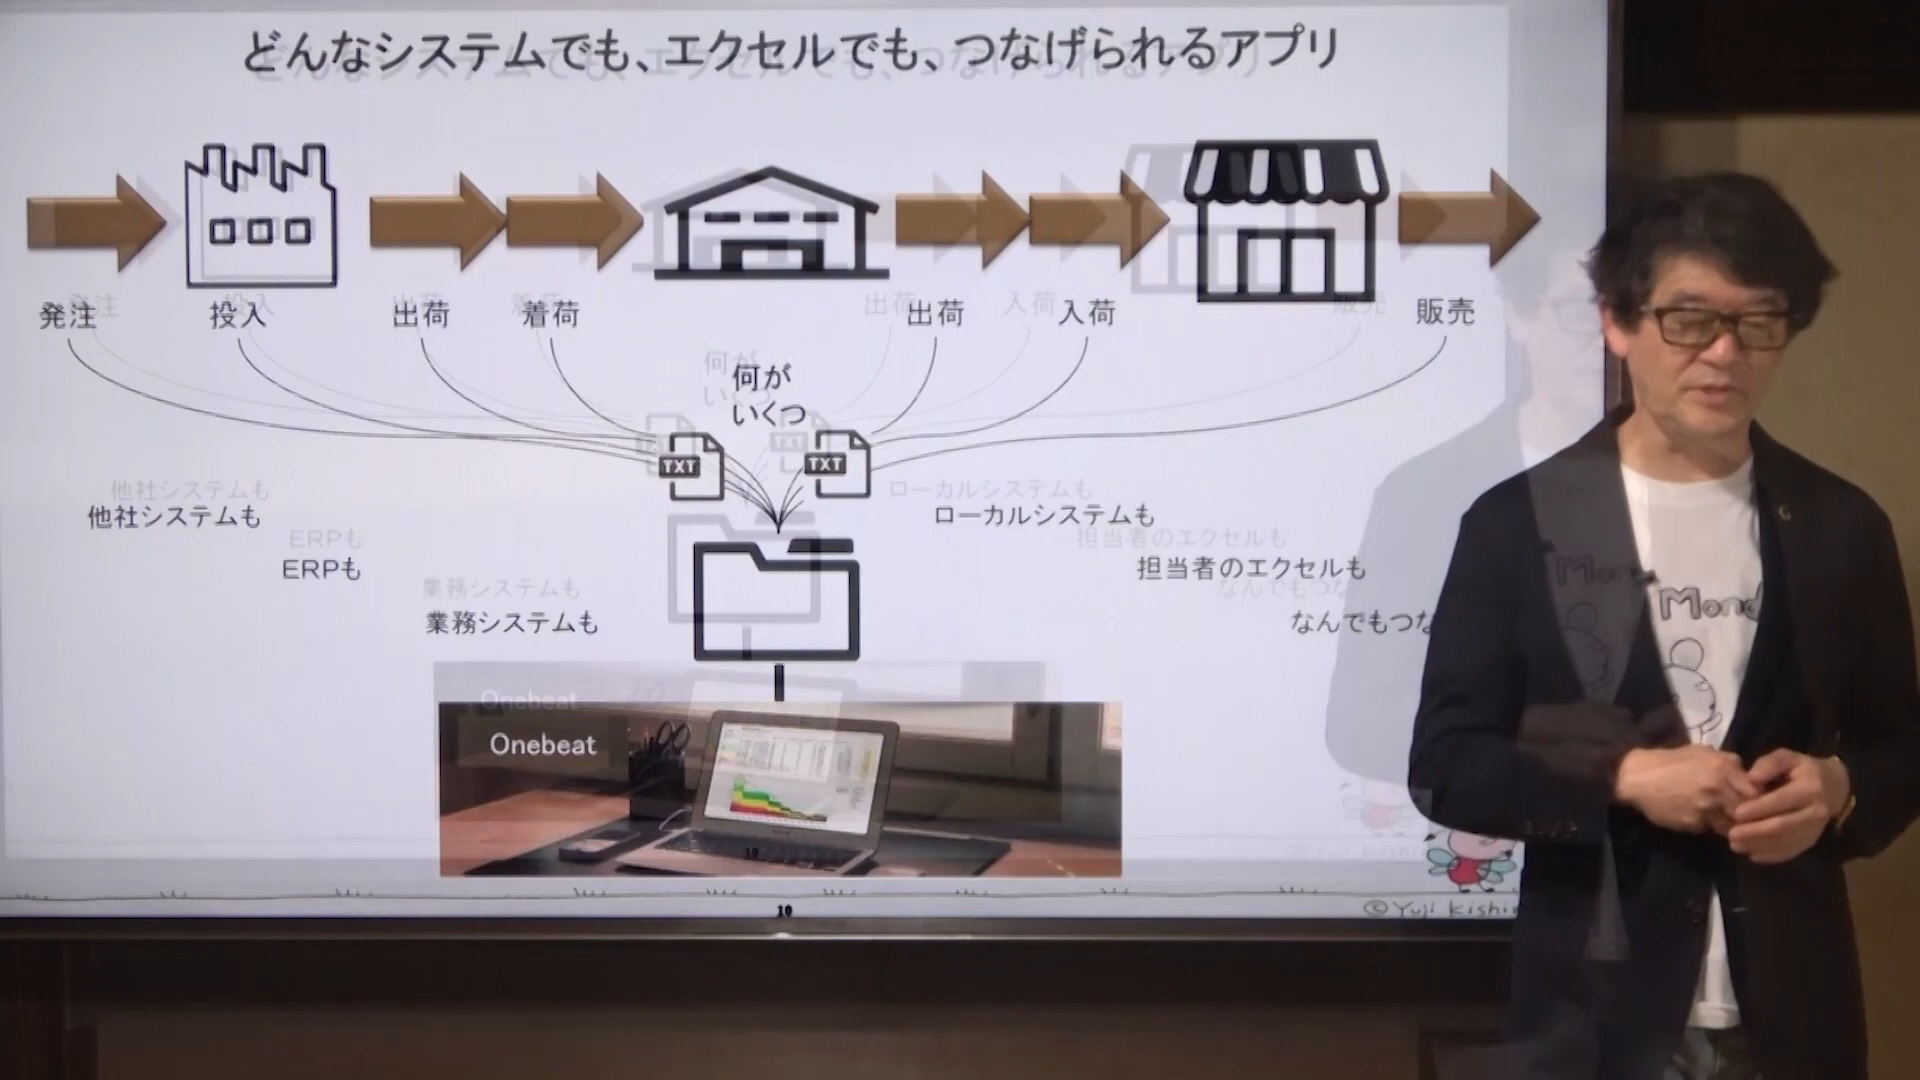 どんなシステムでも、エクセルでも、つなげられるアプリ
発注
投入
出荷
着荷
出荷
入荷
販売
何が
いくつ
TXT
TXT
他社システムも
ローカルシステムも
ERPも
担当者のエクセルも
業務システムも
なんでもつな
Onebeat
10
©Yuji Kishi
Mond